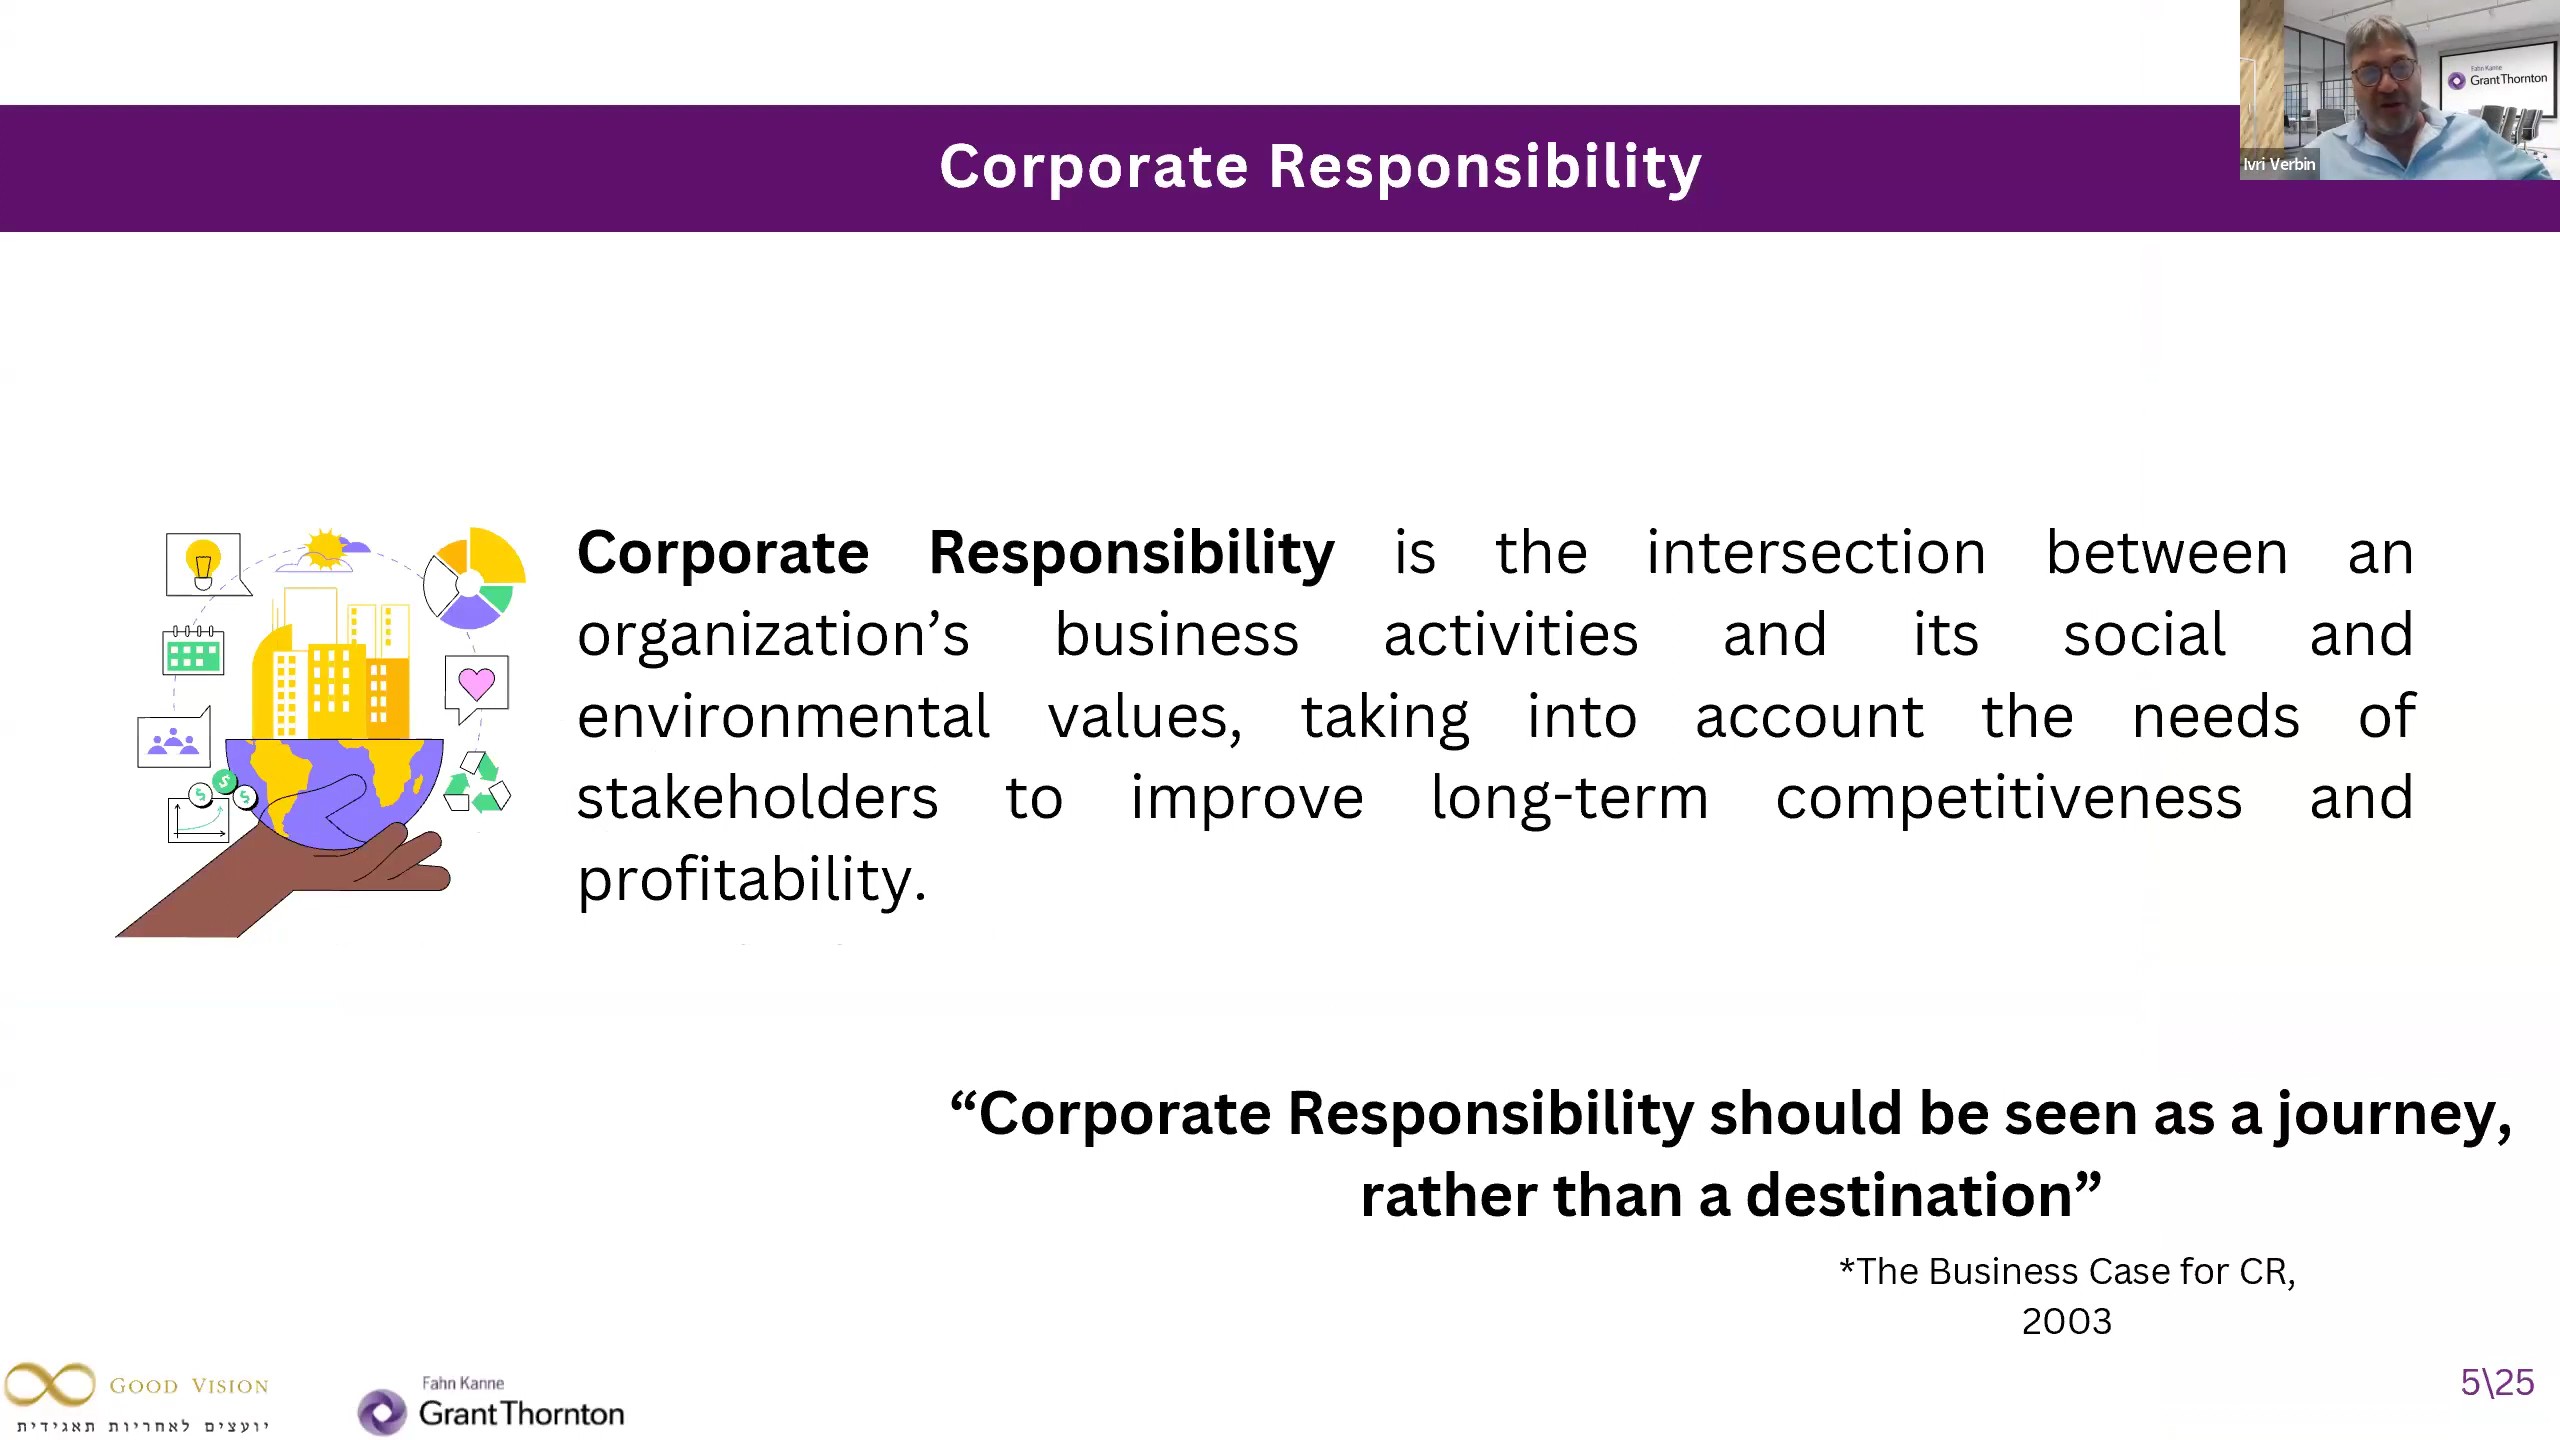 Fahn Kanne
Grant Thornton
Ivri Verbin
Corporate Responsibility
Corporate Responsibility is the intersection between an
organization’s business activities and its social and
environmental values, taking into account the needs of
stakeholders to improve long-term competitiveness and
profitability.
“Corporate Responsibility should be seen as a journey,
rather than a destination”
*The Business Case for CR,
2003
GOOD VISION
יועצים לאחריות תאגידית
Fahn Kanne
Grant Thornton
5\25